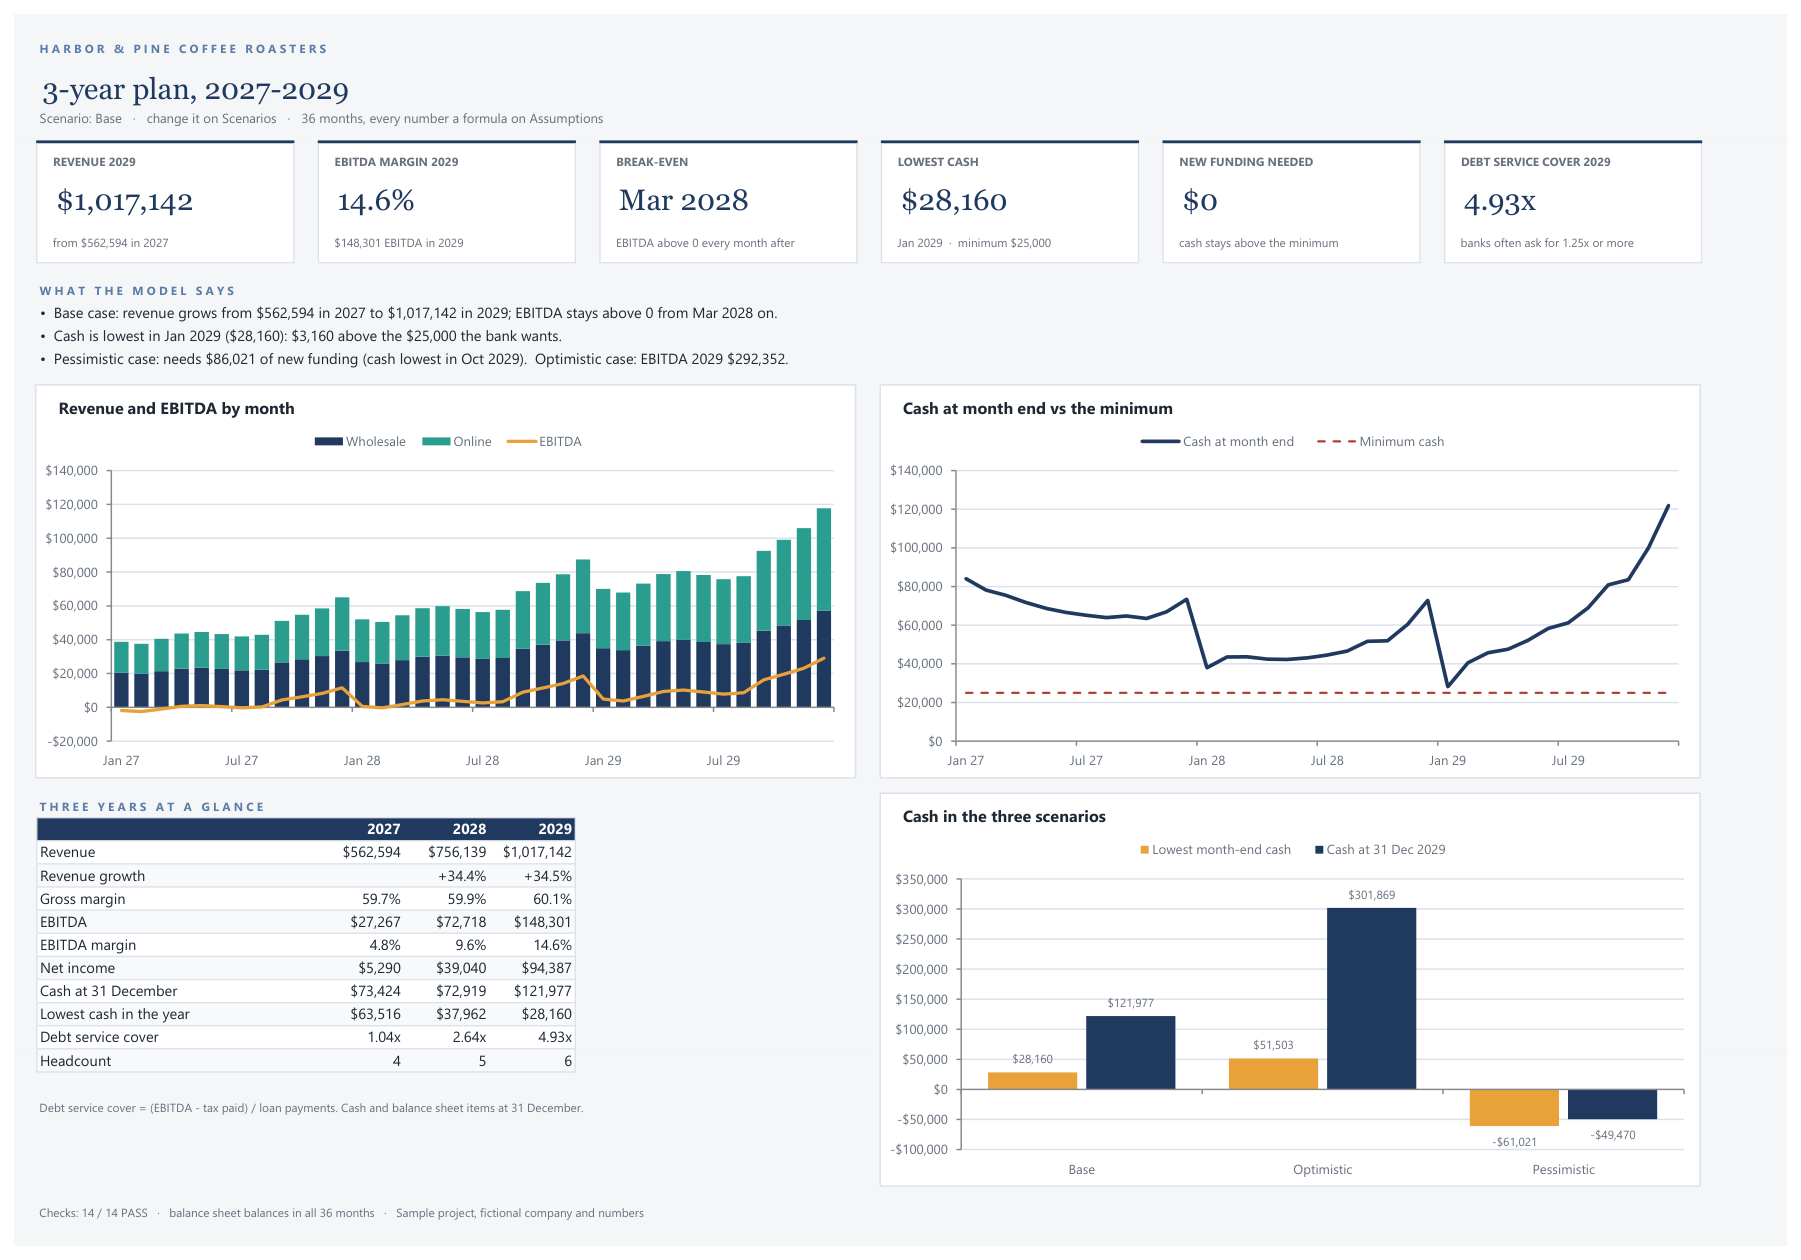 HARBOR & PINE COFFEE ROASTERS
3-year plan, 2027-2029
Scenario: Base · change it on Scenarios · 36 months, every number a formula on Assumptions
REVENUE 2029
$1,017,142
from $562,594 in 2027
EBITDA MARGIN 2029
14.6%
$148,301 EBITDA in 2029
BREAK-EVEN
Mar 2028
EBITDA above 0 every month after
LOWEST CASH
$28,160
Jan 2029 · minimum $25,000
NEW FUNDING NEEDED
$0
cash stays above the minimum
DEBT SERVICE COVER 2029
4.93x
banks often ask for 1.25x or more
WHAT THE MODEL SAYS
• Base case: revenue grows from $562,594 in 2027 to $1,017,142 in 2029; EBITDA stays above 0 from Mar 2028 on.
• Cash is lowest in Jan 2029 ($28,160): $3,160 above the $25,000 the bank wants.
• Pessimistic case: needs $86,021 of new funding (cash lowest in Oct 2029). Optimistic case: EBITDA 2029 $292,352.
Revenue and EBITDA by month
Wholesale Online EBITDA
$140,000
$120,000
$100,000
$80,000
$60,000
$40,000
$20,000
$0
-$20,000
Jan 27 Jul 27 Jan 28 Jul 28 Jan 29 Jul 29
Cash at month end vs the minimum
Cash at month end Minimum cash
$140,000
$120,000
$100,000
$80,000
$60,000
$40,000
$20,000
$0
Jan 27 Jul 27 Jan 28 Jul 28 Jan 29 Jul 29
THREE YEARS AT A GLANCE
2027 2028 2029
Revenue $562,594 $756,139 $1,017,142
Revenue growth +34.4% +34.5%
Gross margin 59.7% 59.9% 60.1%
EBITDA $27,267 $72,718 $148,301
EBITDA margin 4.8% 9.6% 14.6%
Net income $5,290 $39,040 $94,387
Cash at 31 December $73,424 $72,919 $121,977
Lowest cash in the year $63,516 $37,962 $28,160
Debt service cover 1.04x 2.64x 4.93x
Headcount 4 5 6
Debt service cover = (EBITDA - tax paid) / loan payments. Cash and balance sheet items at 31 December.
Cash in the three scenarios
Lowest month-end cash Cash at 31 Dec 2029
$350,000
$300,000
$250,000
$200,000
$150,000
$100,000
$50,000
$0
-$50,000
-$100,000
$28,160
$121,977
$51,503
$301,869
-$61,021
-$49,470
Base Optimistic Pessimistic
Checks: 14 / 14 PASS · balance sheet balances in all 36 months · Sample project, fictional company and numbers